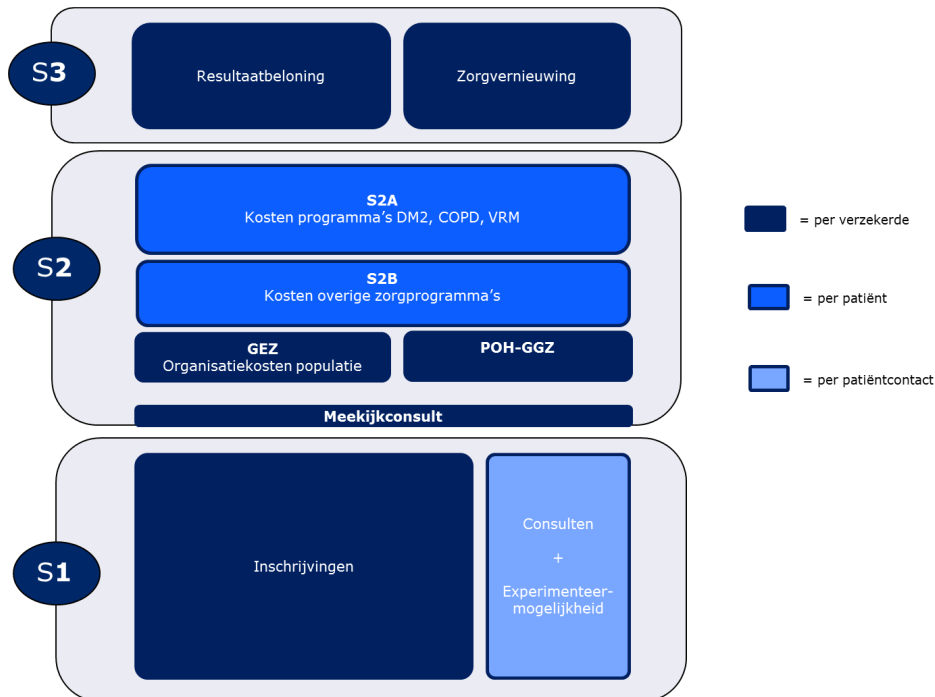 S3
Resultaatbeloning
Zorgvernieuwing
S2
S2A
Kosten programma’s DM2, COPD, VRM
S2B
Kosten overige zorgprogramma’s
GEZ
Organisatiekosten populatie
POH-GGZ
Meekijkconsult
S1
Inschrijvingen
Consulten
+
Experimenteer-
mogelijkheid
= per verzekerde
= per patiënt
= per patiëntcontact